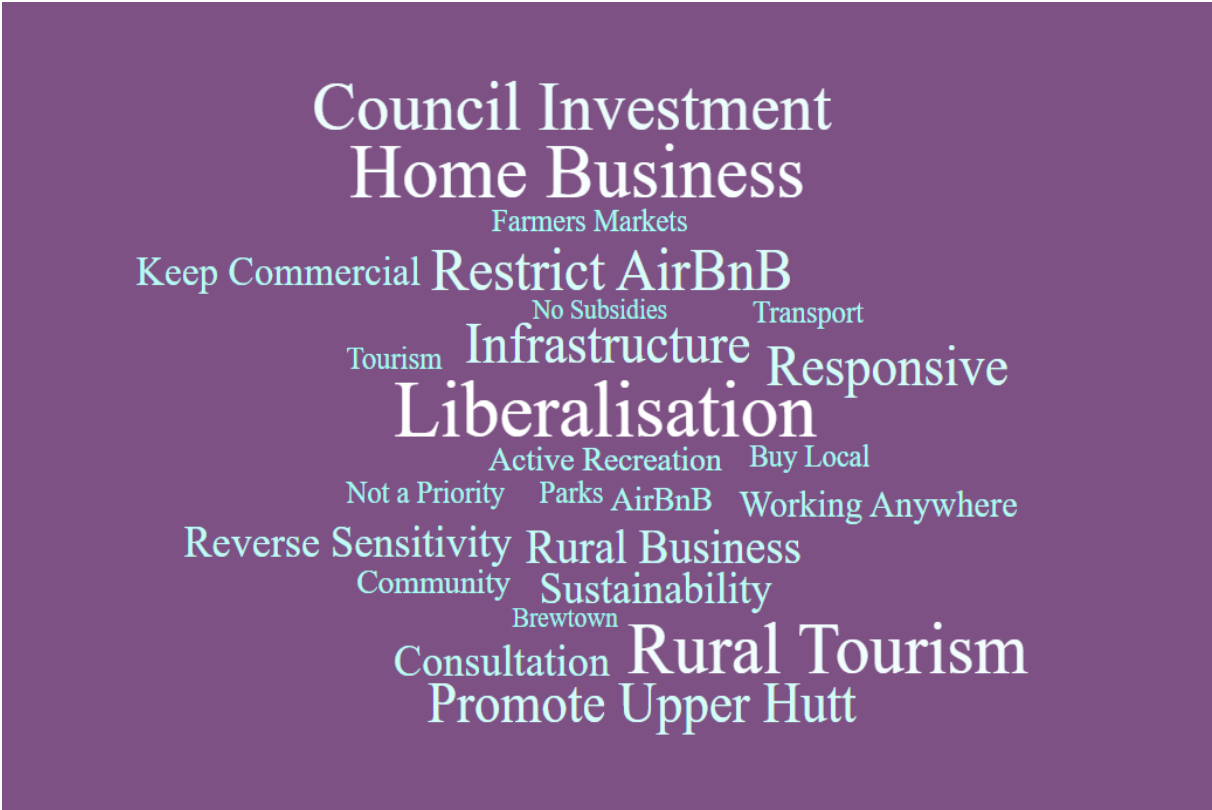 Council Investment
Home Business
Farmers Markets
Keep Commercial Restrict AirBnB
No Subsidies Transport
Tourism Infrastructure Responsive
Liberalisation
Active Recreation Buy Local
Not a Priority Parks AirBnB Working Anywhere
Reverse Sensitivity Rural Business
Community Sustainability
Brewtown
Consultation Rural Tourism
Promote Upper Hutt